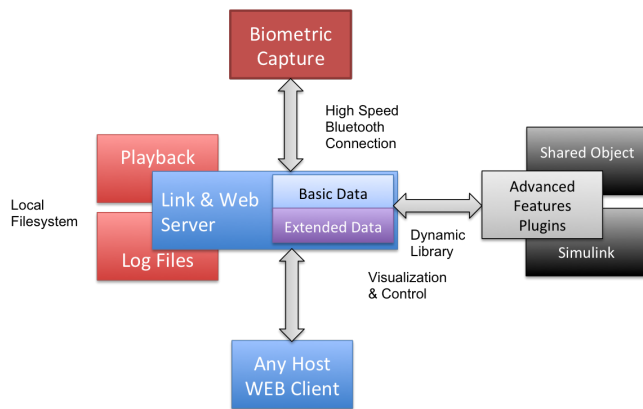 Biometric
Capture
High Speed
Bluetooth
Connection
Playback
Shared Object
Local
Filesystem
Link & Web
Server
Basic Data
Extended Data
Advanced
Features
Plugins
Dynamic
Library
Log Files
Simulink
Visualization
& Control
Any Host
WEB Client